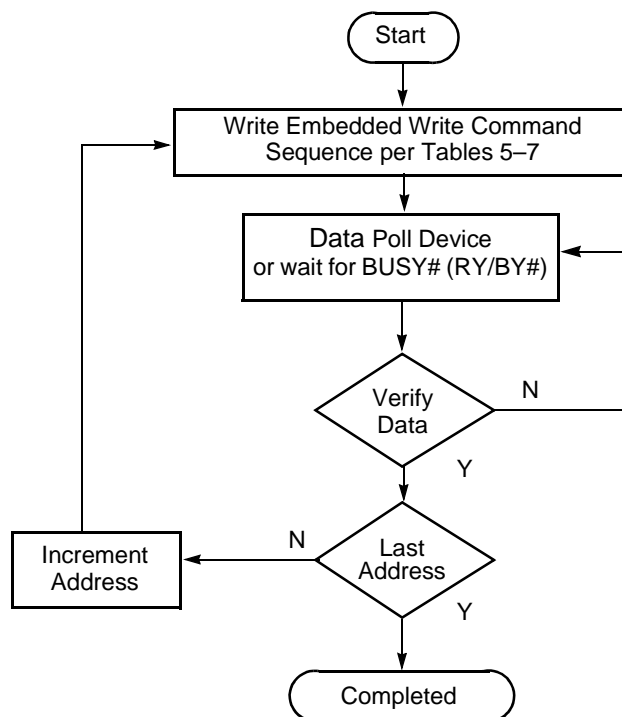 Start
Write Embedded Write Command
Sequence per Tables 5–7
Data Poll Device
or wait for BUSY# (RY/BY#)
Verify
Data
N
Y
Increment
Address
N
Last
Address
Y
Completed